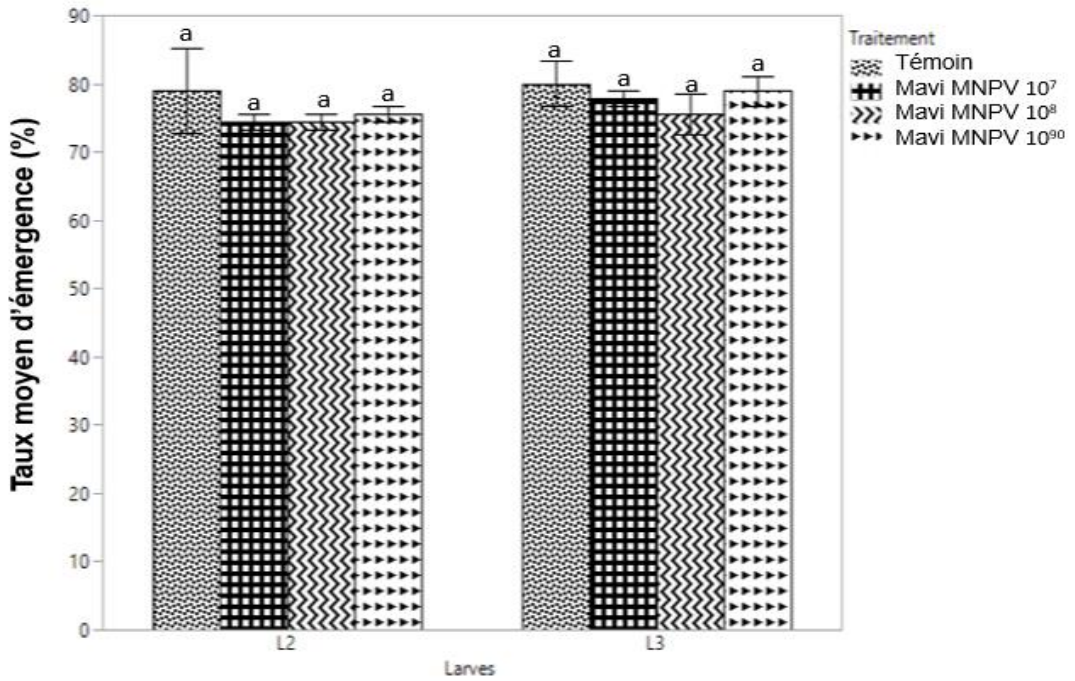 Taux moyen d'émergence (%)
90
80
70
60
50
40
30
20
10
0
a
a
a
a
a
a
a
a
L2
L3
Larves
Traitement
Témoin
Mavi MNPV 10⁷
Mavi MNPV 10⁸
Mavi MNPV 10⁹⁰